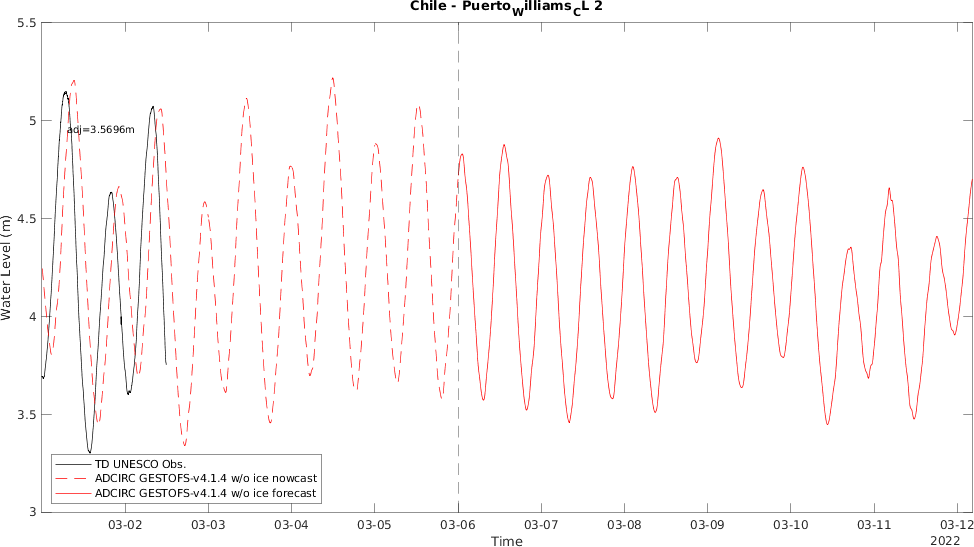 Chile - Puerto_Williams_CL 2
5.5
5
4.5
4
3.5
3
Water Level (m)
adj=3.5696m
TD UNESCO Obs.
ADCIRC GESTOFS-v4.1.4 w/o ice nowcast
ADCIRC GESTOFS-v4.1.4 w/o ice forecast
03-02 03-03 03-04 03-05 03-06 03-07 03-08 03-09 03-10 03-11 03-12
Time
2022